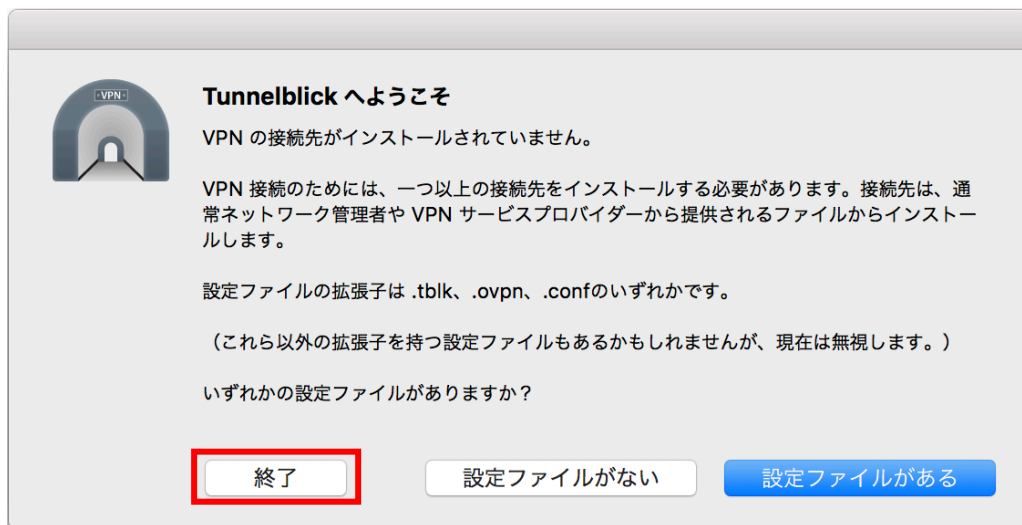 VPN
Tunnelblick へようこそ
VPN の接続先がインストールされていません。
VPN 接続のためには、一つ以上の接続先をインストールする必要があります。接続先は、通
常ネットワーク管理者や VPN サービスプロバイダーから提供されるファイルからインストー
ルします。
設定ファイルの拡張子は .tblk、.ovpn、.confのいずれかです。
（これら以外の拡張子を持つ設定ファイルもあるかもしれませんが、現在は無視します。）
いずれかの設定ファイルがありますか？
終了
設定ファイルがない
設定ファイルがある